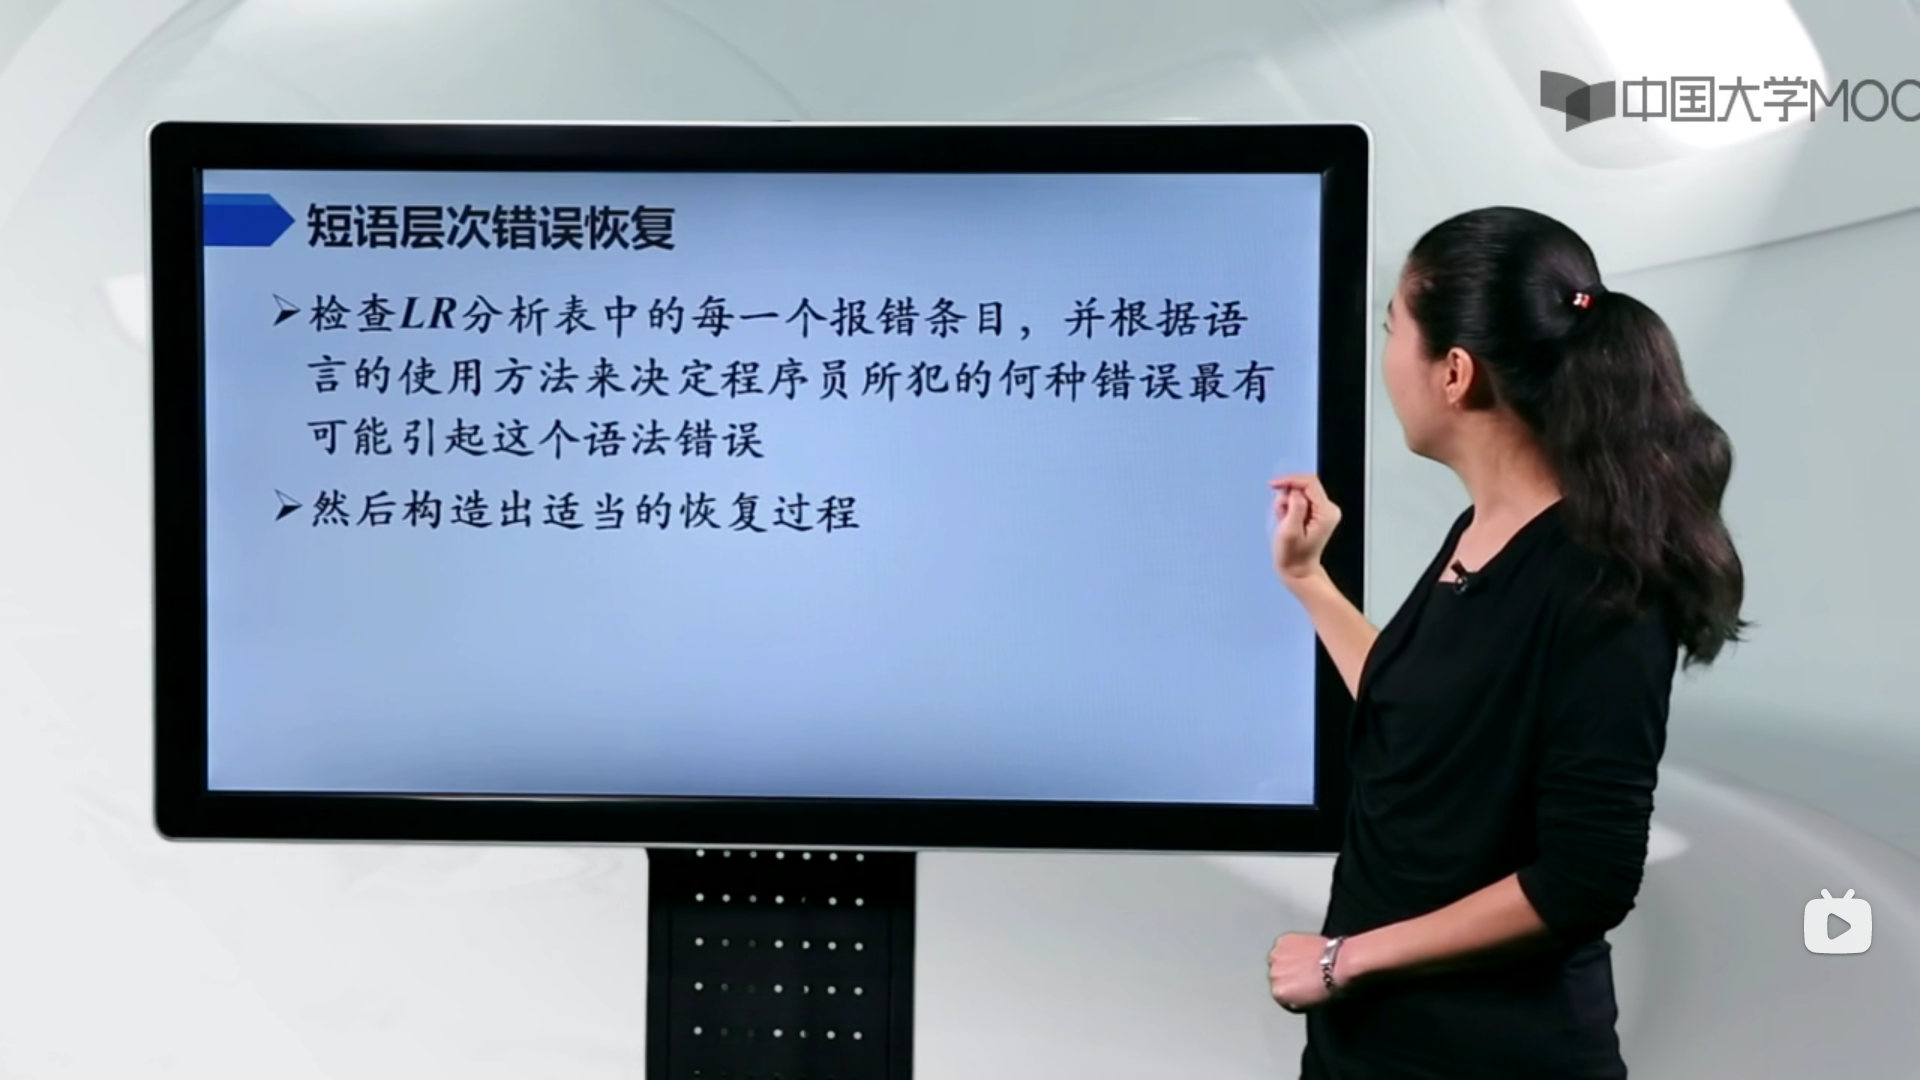 中国大学MOO
短语层次错误恢复
➢检查LR分析表中的每一个报错条目，并根据语
言的使用方法来决定程序员所犯的何种错误最有
可能引起这个语法错误
➢然后构造出适当的恢复过程